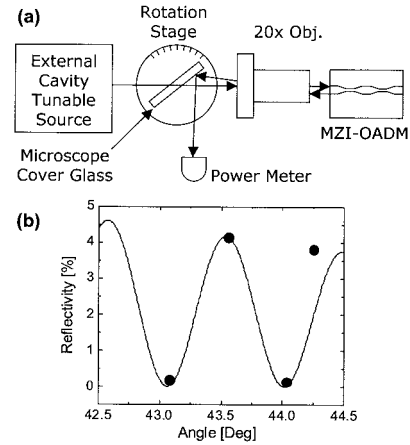 (a)
Rotation
Stage
20x Obj.
External
Cavity
Tunable
Source
MZI-OADM
Microscope
Cover Glass
Power Meter
(b)
5
4
3
2
1
0
Reflectivity [%]
42.5 43.0 43.5 44.0 44.5
Angle [Deg]